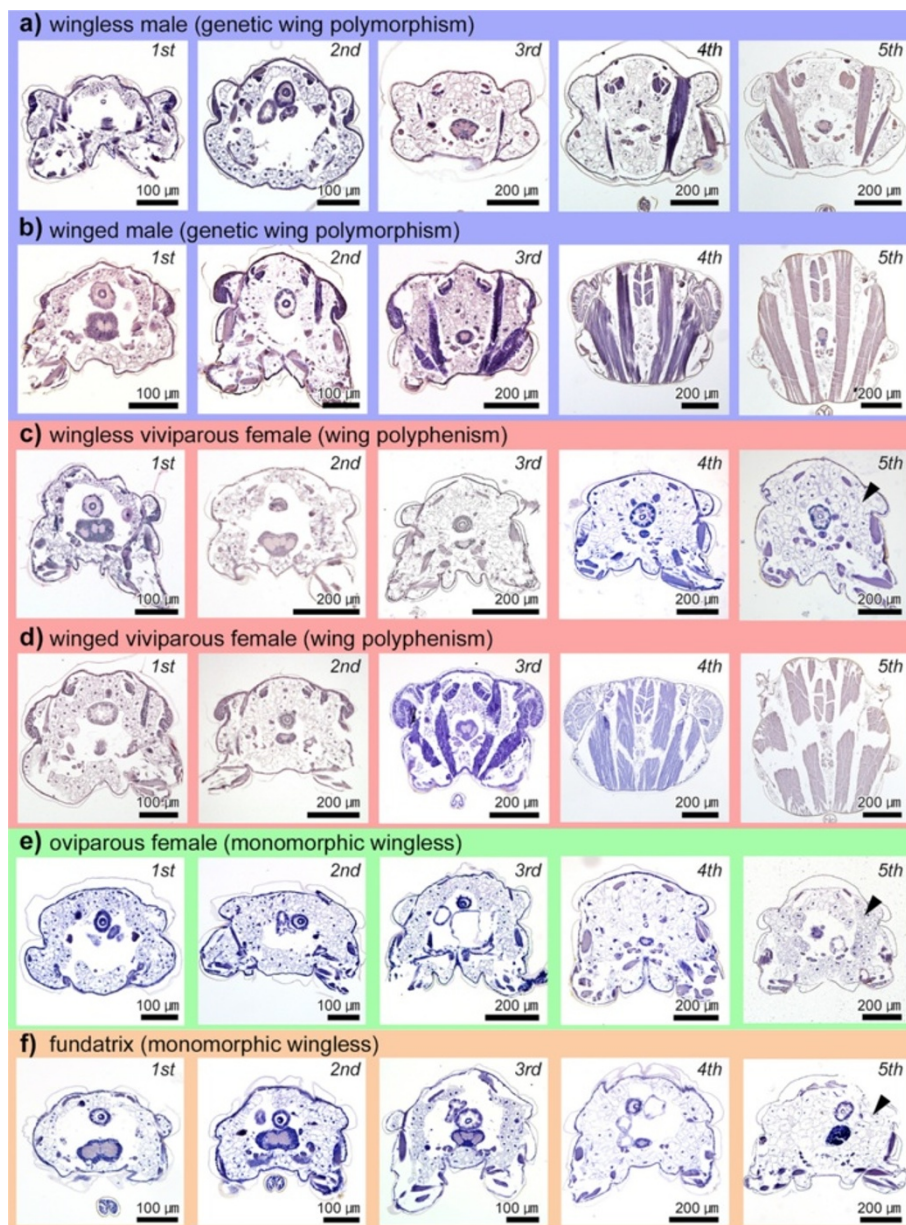 a) wingless male (genetic wing polymorphism)
1st 2nd 3rd 4th 5th
100 µm 100 µm 200 µm 200 µm 200 µm
b) winged male (genetic wing polymorphism)
1st 2nd 3rd 4th 5th
100 µm 100 µm 200 µm 200 µm 200 µm
c) wingless viviparous female (wing polyphenism)
1st 2nd 3rd 4th 5th
100 µm 200 µm 200 µm 200 µm 200 µm
d) winged viviparous female (wing polyphenism)
1st 2nd 3rd 4th 5th
100 µm 200 µm 200 µm 200 µm 200 µm
e) oviparous female (monomorphic wingless)
1st 2nd 3rd 4th 5th
100 µm 100 µm 200 µm 200 µm 200 µm
f) fundatrix (monomorphic wingless)
1st 2nd 3rd 4th 5th
100 µm 100 µm 100 µm 200 µm 200 µm